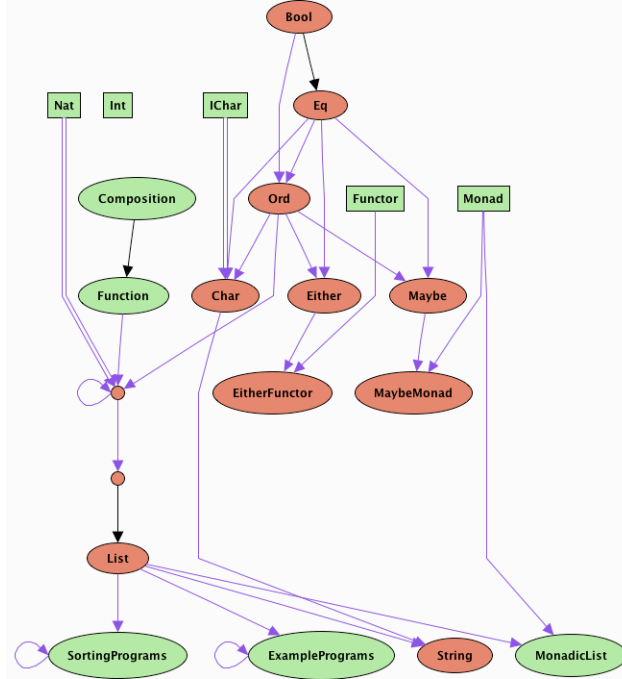 Bool
Nat
Int
IChar
Eq
Composition
Ord
Functor
Monad
Function
Char
Either
Maybe
EitherFunctor
MaybeMonad
List
SortingPrograms
ExamplePrograms
String
MonadicList